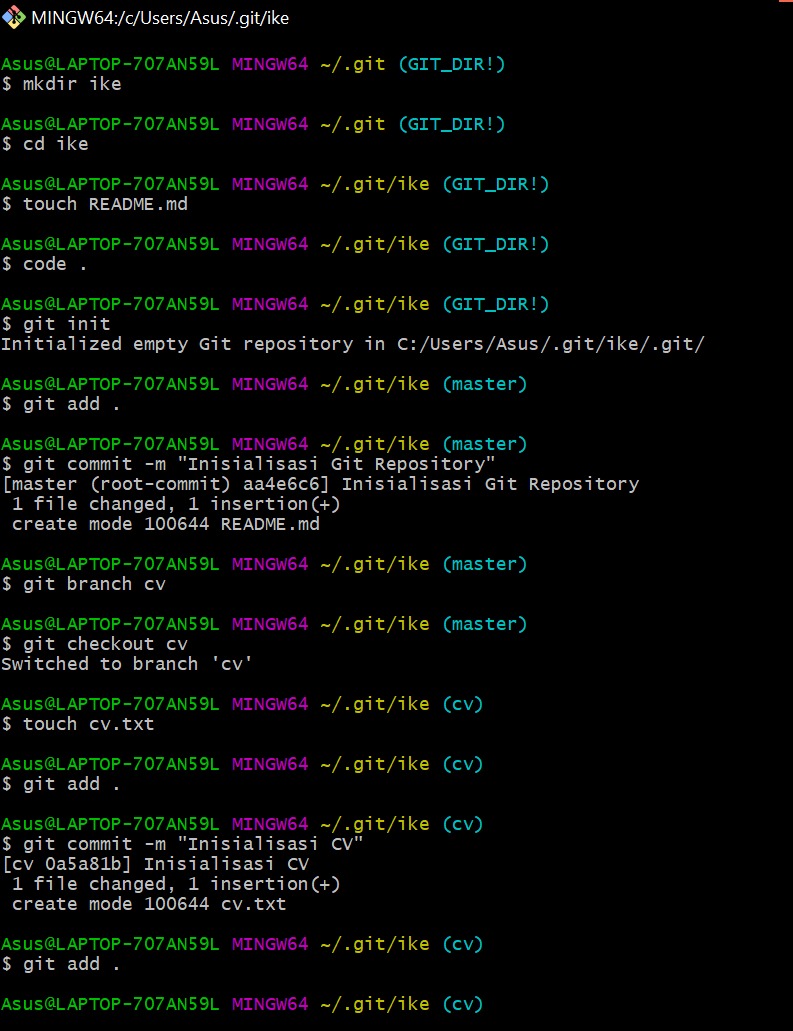 MINGW64:/c/Users/Asus/.git/ike
Asus@LAPTOP-707AN59L MINGW64 ~/.git (GIT_DIR!)
$ mkdir ike
Asus@LAPTOP-707AN59L MINGW64 ~/.git (GIT_DIR!)
$ cd ike
Asus@LAPTOP-707AN59L MINGW64 ~/.git/ike (GIT_DIR!)
$ touch README.md
Asus@LAPTOP-707AN59L MINGW64 ~/.git/ike (GIT_DIR!)
$ code .
Asus@LAPTOP-707AN59L MINGW64 ~/.git/ike (GIT_DIR!)
$ git init
Initialized empty Git repository in C:/Users/Asus/.git/ike/.git/
Asus@LAPTOP-707AN59L MINGW64 ~/.git/ike (master)
$ git add .
Asus@LAPTOP-707AN59L MINGW64 ~/.git/ike (master)
$ git commit -m "Inisialisasi Git Repository"
[master (root-commit) aa4e6c6] Inisialisasi Git Repository
1 file changed, 1 insertion(+)
create mode 100644 README.md
Asus@LAPTOP-707AN59L MINGW64 ~/.git/ike (master)
$ git branch cv
Asus@LAPTOP-707AN59L MINGW64 ~/.git/ike (master)
$ git checkout cv
Switched to branch 'cv'
Asus@LAPTOP-707AN59L MINGW64 ~/.git/ike (cv)
$ touch cv.txt
Asus@LAPTOP-707AN59L MINGW64 ~/.git/ike (cv)
$ git add .
Asus@LAPTOP-707AN59L MINGW64 ~/.git/ike (cv)
$ git commit -m "Inisialisasi CV"
[cv 0a5a81b] Inisialisasi CV
1 file changed, 1 insertion(+)
create mode 100644 cv.txt
Asus@LAPTOP-707AN59L MINGW64 ~/.git/ike (cv)
$ git add .
Asus@LAPTOP-707AN59L MINGW64 ~/.git/ike (cv)